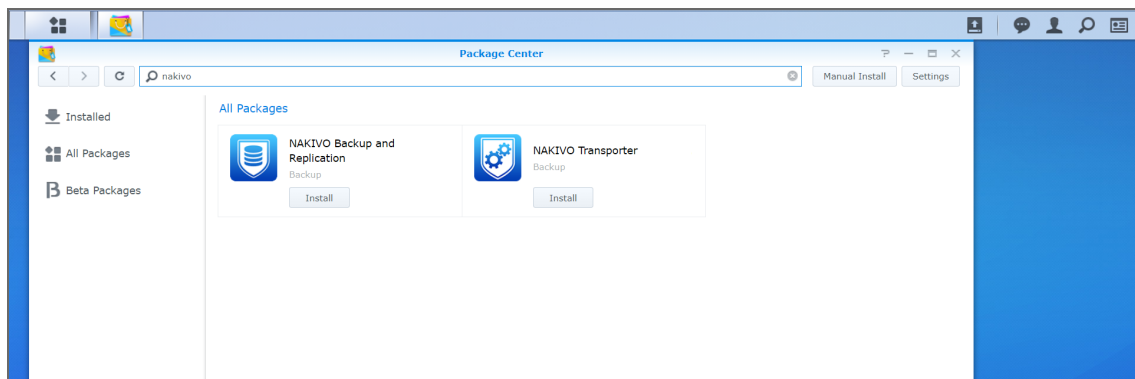 Package Center
nakivo
Manual Install
Settings
Installed
All Packages
Beta Packages
All Packages
NAKIVO Backup and
Replication
Backup
Install
NAKIVO Transporter
Backup
Install